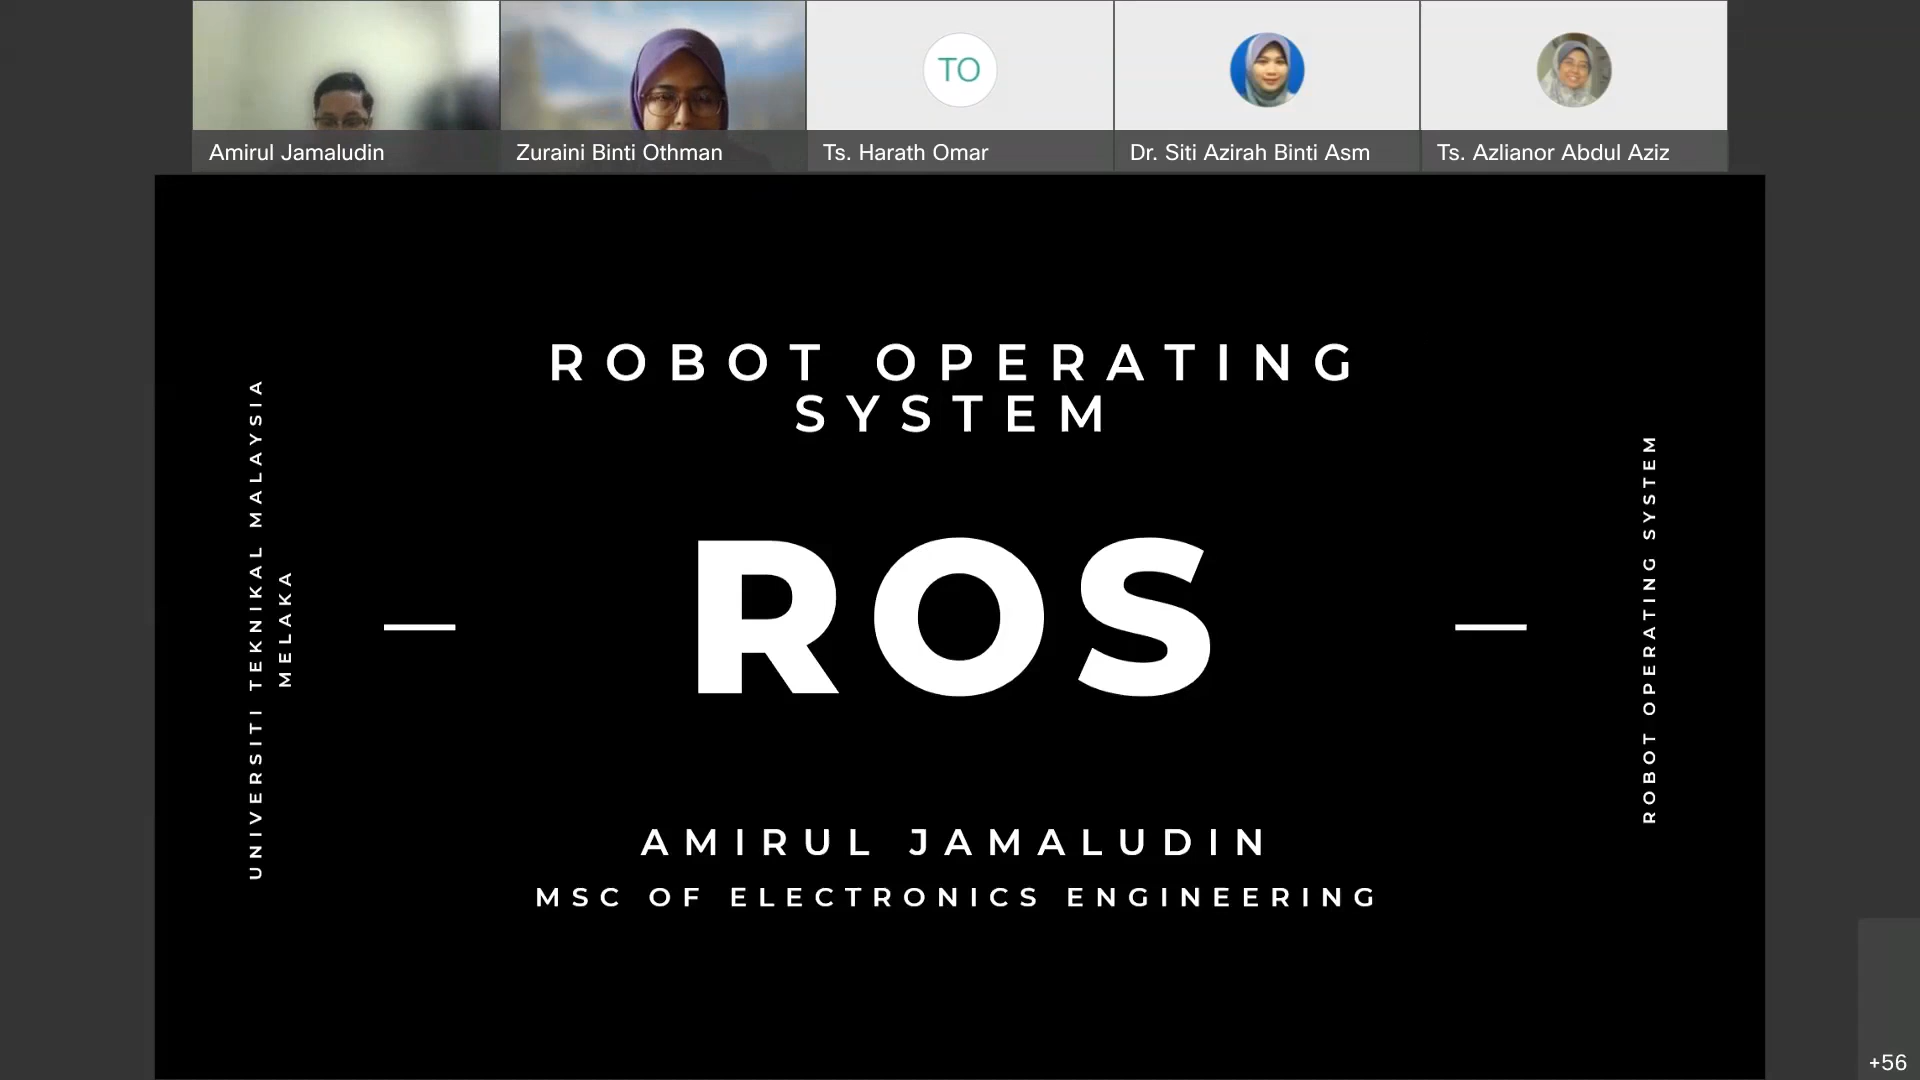 TO
Amirul Jamaludin
Zuraini Binti Othman
Ts. Harath Omar
Dr. Siti Azirah Binti Asm
Ts. Azlianor Abdul Aziz
ROBOT OPERATING
SYSTEM
UNIVERSITI TEKNIKAL MALAYSIA
MELAKA
ROS
ROBOT OPERATING SYSTEM
AMIRUL JAMALUDIN
MSC OF ELECTRONICS ENGINEERING
+56